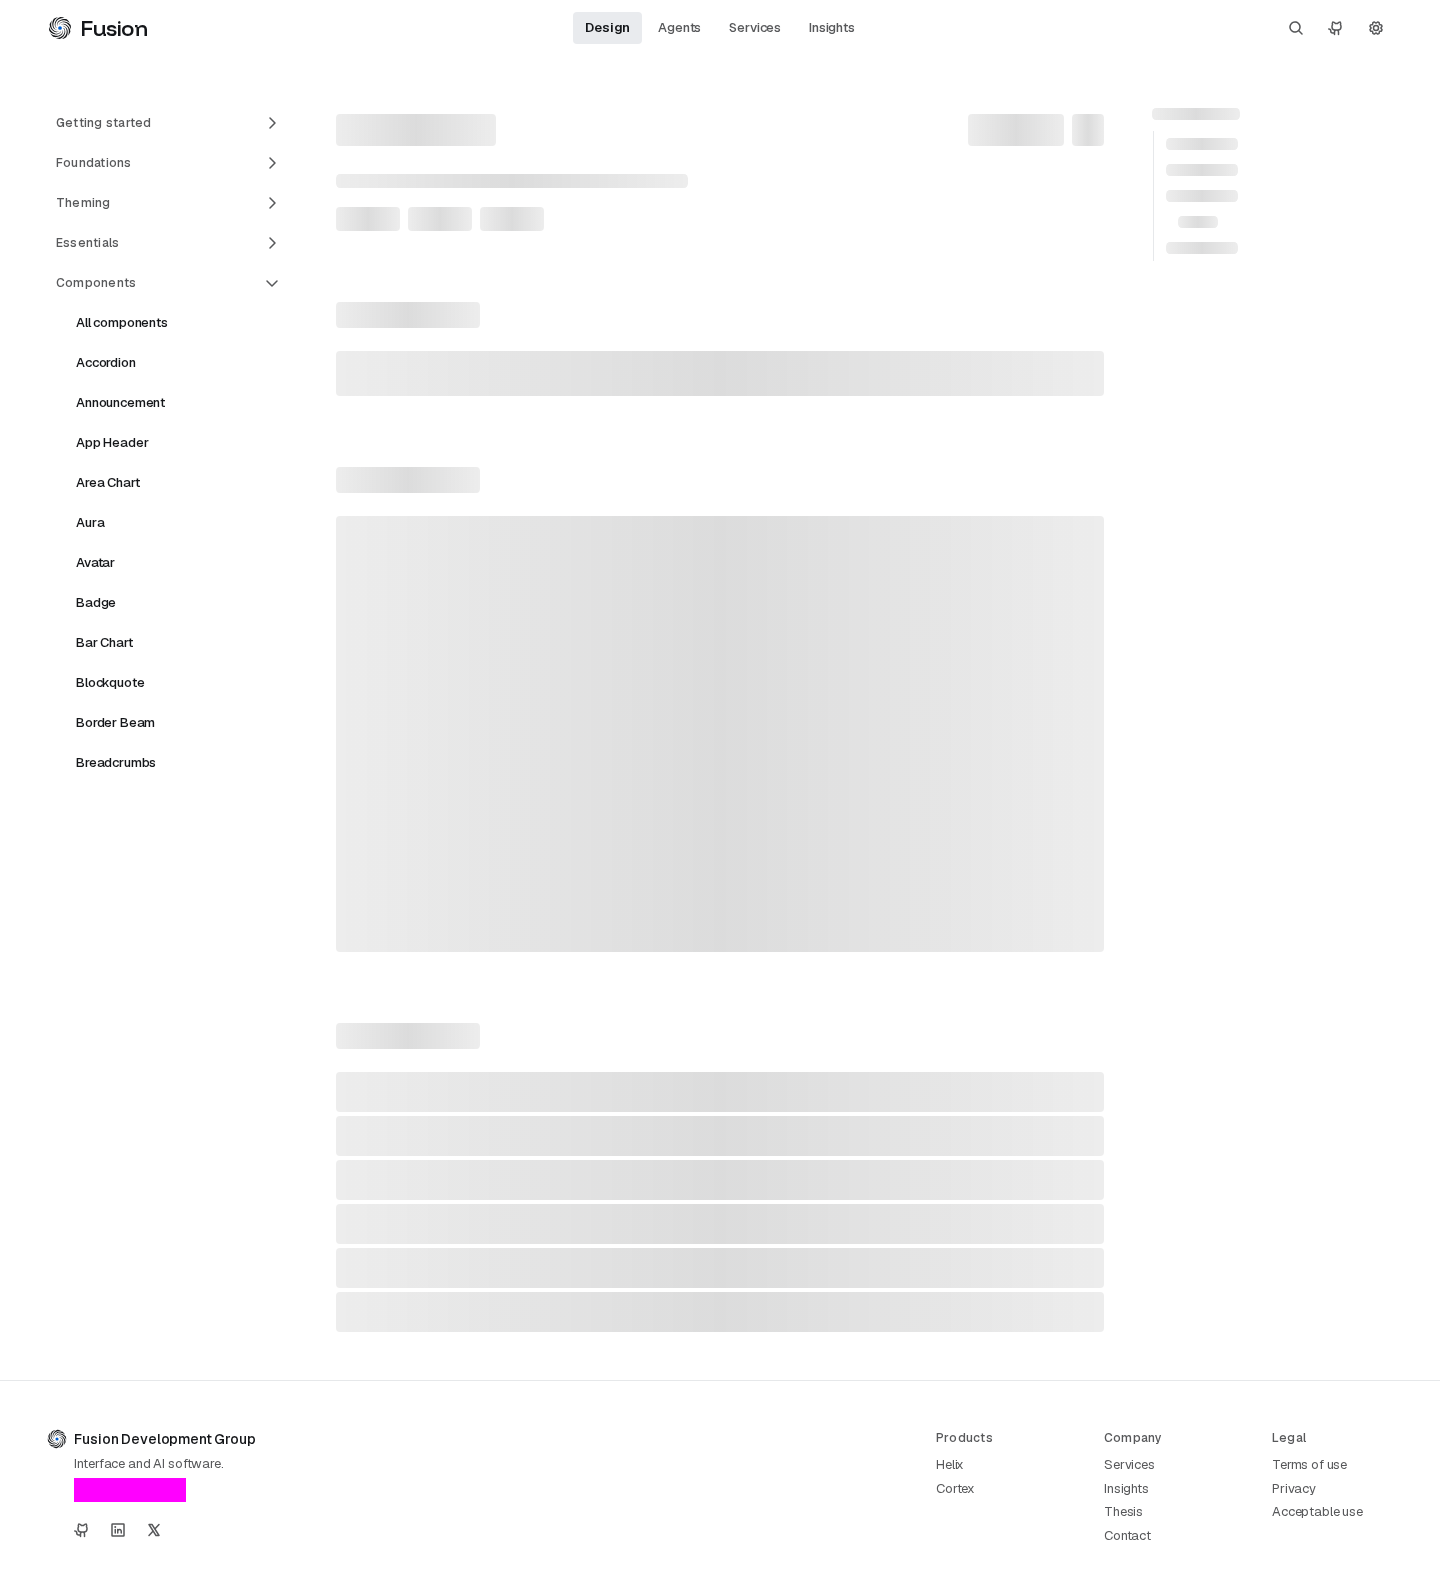 Fusion
Design
Agents
Services
Insights
Getting started
Foundations
Theming
Essentials
Components
All components
Accordion
Announcement
App Header
Area Chart
Aura
Avatar
Badge
Bar Chart
Blockquote
Border Beam
Breadcrumbs
Fusion Development Group
Interface and AI software.
Products
Helix
Cortex
Company
Services
Insights
Thesis
Contact
Legal
Terms of use
Privacy
Acceptable use